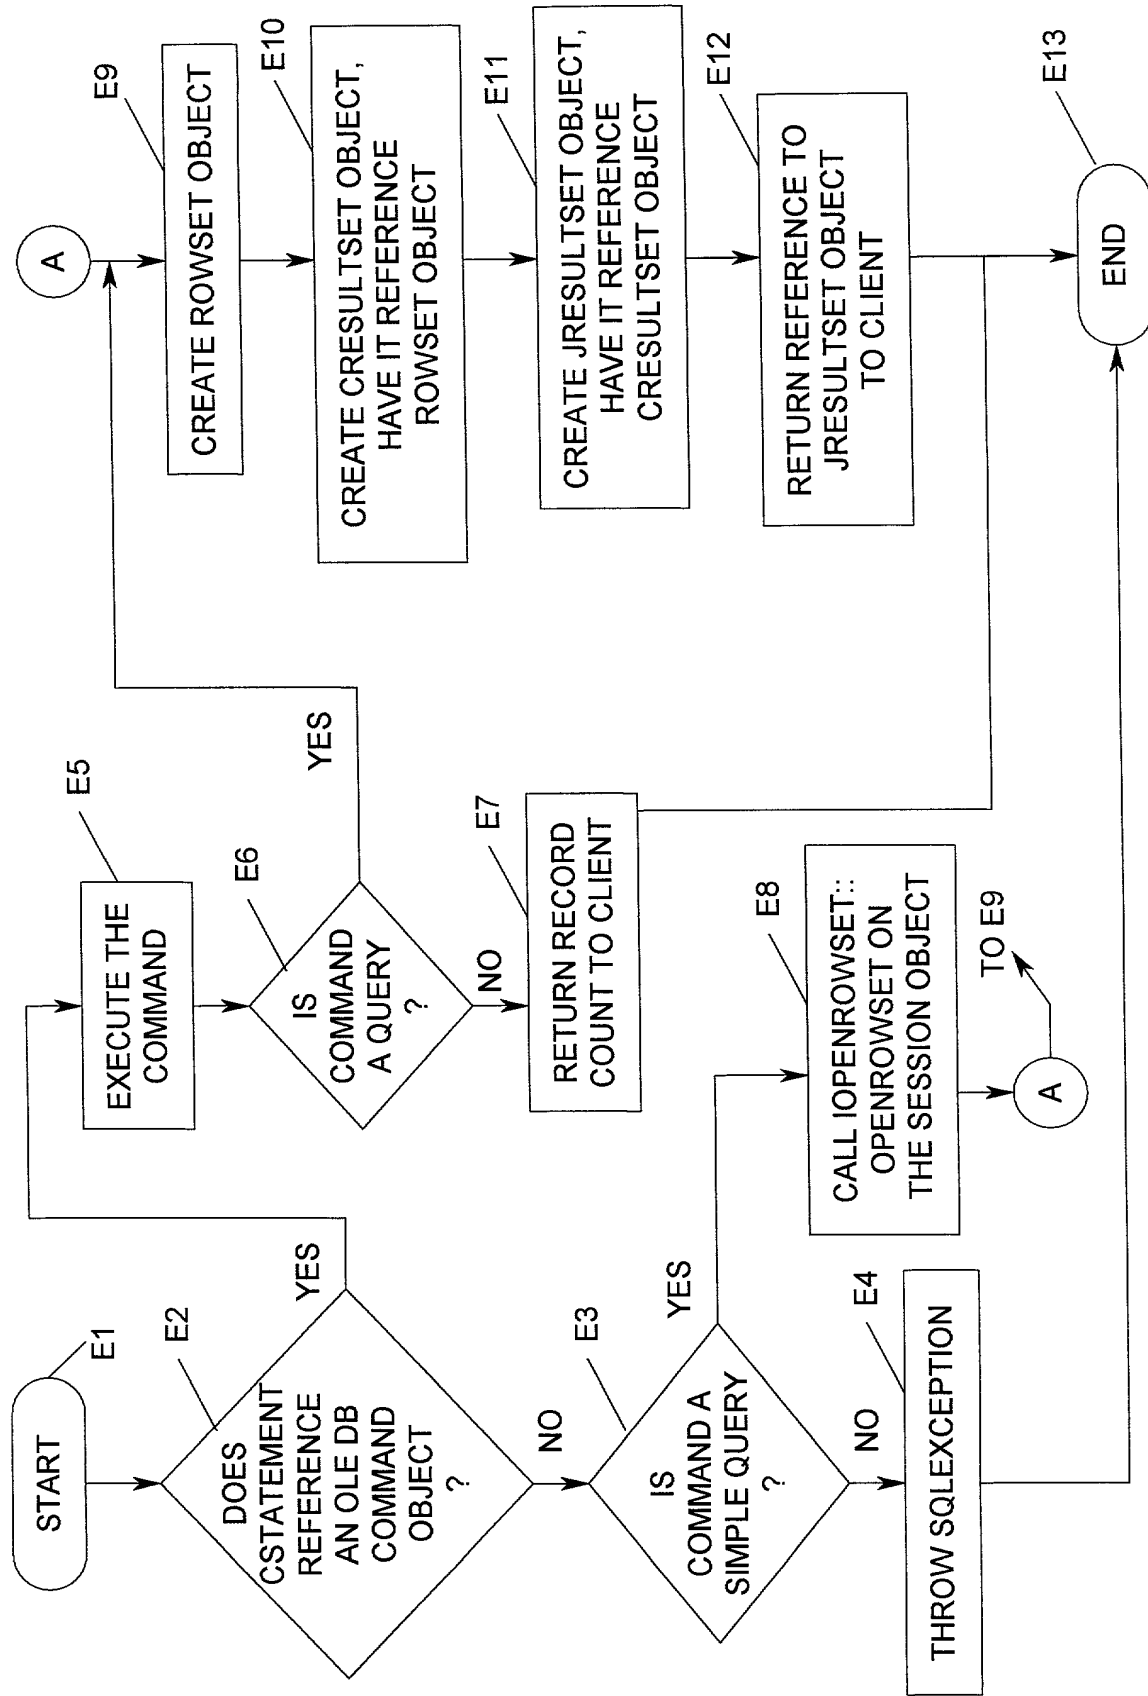 START
E1
DOES
CSTATEMENT
REFERENCE
AN OLE DB
COMMAND
OBJECT
?
E2
YES
NO
IS
COMMAND A
SIMPLE QUERY
?
E3
YES
NO
THROW SQLEXCEPTION
E4
EXECUTE THE
COMMAND
E5
IS
COMMAND
A QUERY
?
E6
YES
NO
RETURN RECORD
COUNT TO CLIENT
E7
CALL IOPENROWSET::
OPENROWSET ON
THE SESSION OBJECT
E8
A
TO E9
A
CREATE ROWSET OBJECT
E9
CREATE CRESULTSET OBJECT,
HAVE IT REFERENCE
ROWSET OBJECT
E10
CREATE JRESULTSET OBJECT,
HAVE IT REFERENCE
CRESULTSET OBJECT
E11
RETURN REFERENCE TO
JRESULTSET OBJECT
TO CLIENT
E12
END
E13